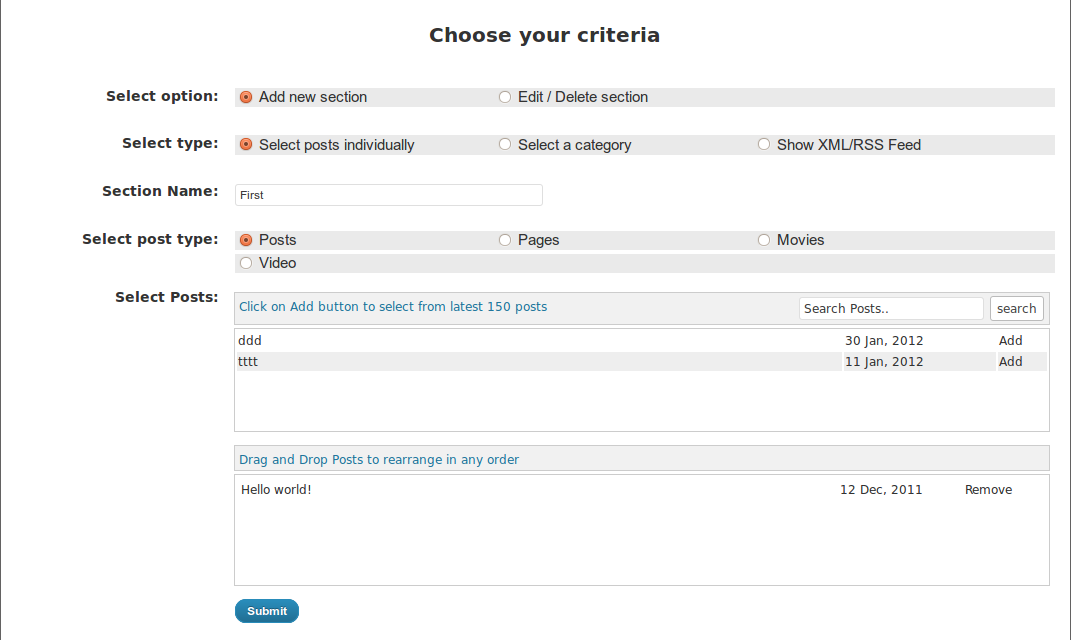 Choose your criteria
Select option: Add new section Edit / Delete section
Select type: Select posts individually Select a category Show XML/RSS Feed
Section Name: First
Select post type: Posts Pages Movies
Video
Select Posts: Click on Add button to select from latest 150 posts Search Posts.. search
ddd 30 Jan, 2012 Add
tttt 11 Jan, 2012 Add
Drag and Drop Posts to rearrange in any order
Hello world! 12 Dec, 2011 Remove
Submit